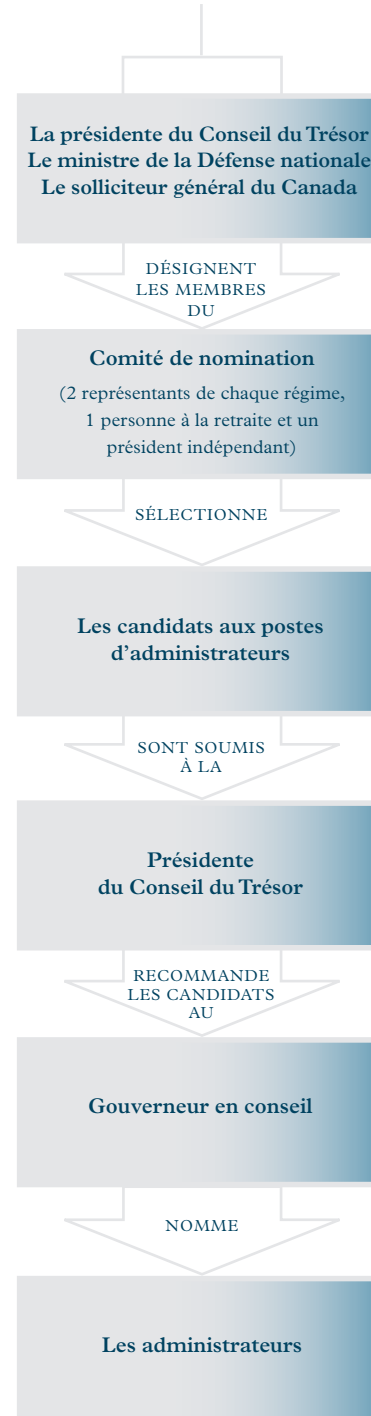 La présidente du Conseil du Trésor
Le ministre de la Défense nationale
Le solliciteur général du Canada
DÉSIGNENT
LES MEMBRES
DU
Comité de nomination
(2 représentants de chaque régime,
1 personne à la retraite et un
président indépendant)
SÉLECTIONNE
Les candidats aux postes
d’administrateurs
SONT SOUMIS
À LA
Présidente
du Conseil du Trésor
RECOMMANDE
LES CANDIDATS
AU
Gouverneur en conseil
NOMME
Les administrateurs